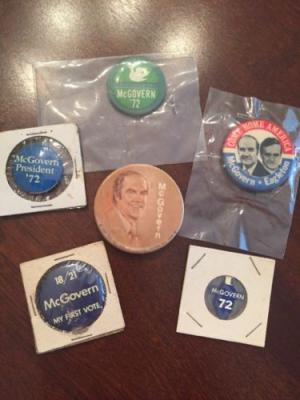 McGOVERN
'72
COME HOME AMERICA
McGovern • Eagleton
McGovern
President
'72
McGovern
18/21
McGovern
MY FIRST VOTE
McGOVERN
72